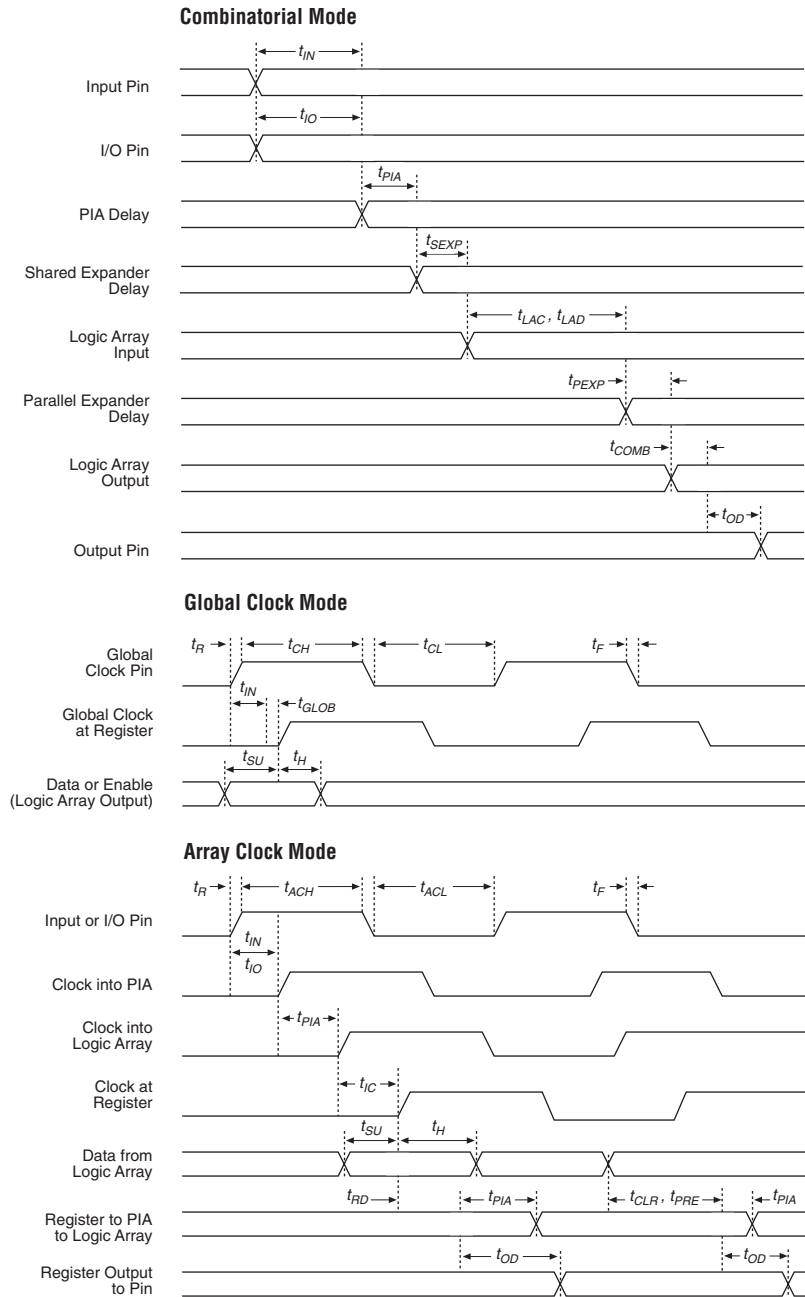 Combinatorial Mode
tIN
Input Pin
tIO
I/O Pin
tPIA
PIA Delay
tSEXP
Shared Expander
Delay
tLAC , tLAD
Logic Array
Input
tPEXP
Parallel Expander
Delay
tCOMB
Logic Array
Output
tOD
Output Pin
Global Clock Mode
tR
tCH
tCL
tF
Global
Clock Pin
tIN
tGLOB
Global Clock
at Register
tSU
tH
Data or Enable
(Logic Array Output)
Array Clock Mode
tR
tACH
tACL
tF
Input or I/O Pin
tIN
tIO
Clock into PIA
tPIA
Clock into
Logic Array
tIC
Clock at
Register
tSU
tH
Data from
Logic Array
tRD
tPIA
tCLR , tPRE
tPIA
Register to PIA
to Logic Array
tOD
tOD
Register Output
to Pin